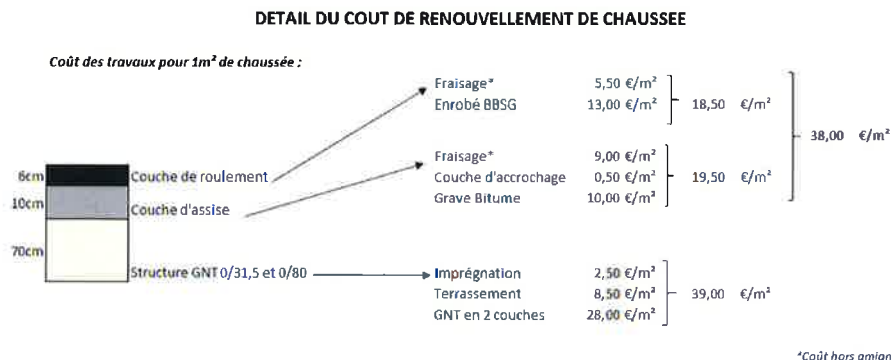 DETAIL DU COUT DE RENOUVELLEMENT DE CHAUSSEE
Coût des travaux pour 1m² de chaussée :
Fraisage* 5,50 €/m²
Enrobé BBSG 13,00 €/m²
18,50 €/m²
38,00 €/m²
6cm Couche de roulement
Fraisage* 9,00 €/m²
Couche d'accrochage 0,50 €/m²
Grave Bitume 10,00 €/m²
19,50 €/m²
10cm Couche d'assise
70cm
Structure GNT 0/31,5 et 0/80
Imprégnation 2,50 €/m²
Terrassement 8,50 €/m²
GNT en 2 couches 28,00 €/m²
39,00 €/m²
*Coût hors amian